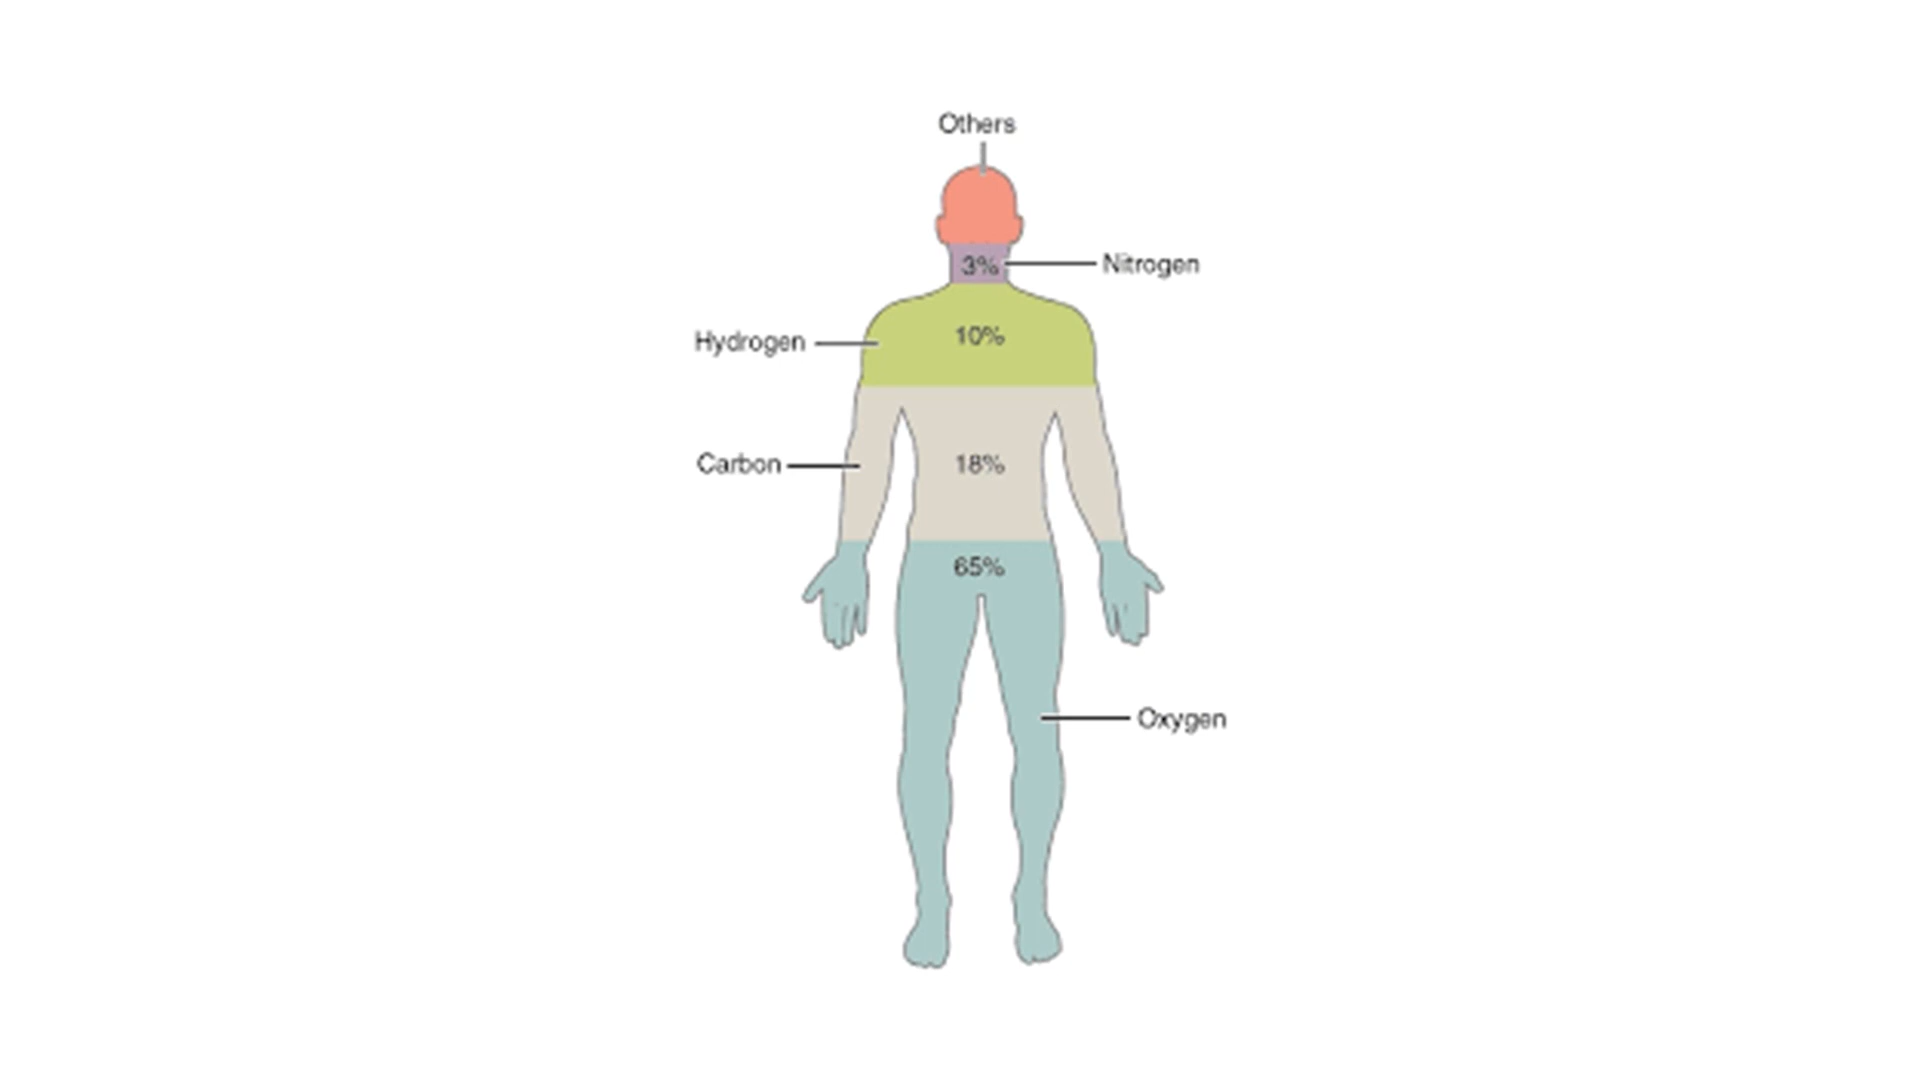 Others
3%
Nitrogen
Hydrogen
10%
Carbon
18%
65%
Oxygen